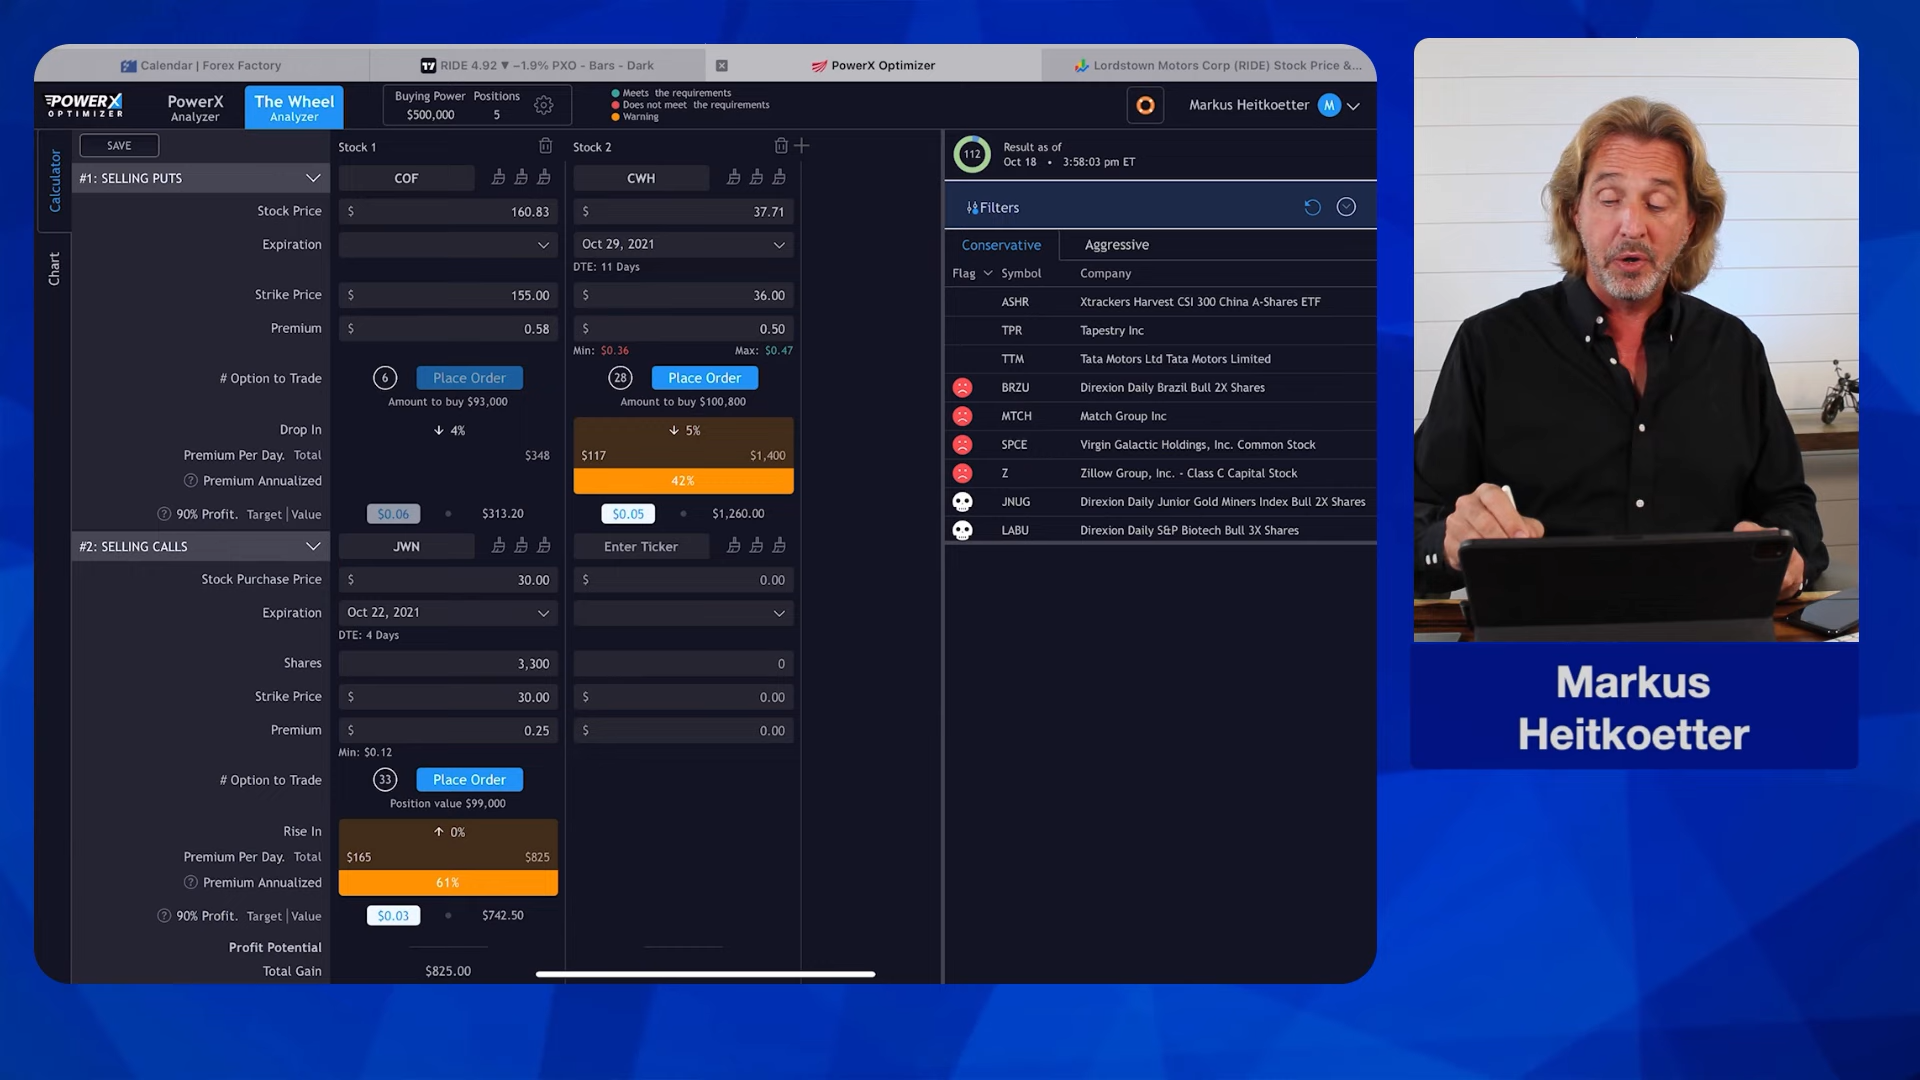 Calendar | Forex Factory
RIDE 4.92 ▼ −1.9% PXO - Bars - Dark
PowerX Optimizer
Lordstown Motors Corp (RIDE) Stock Price &...
POWERX
OPTIMIZER
PowerX
Analyzer
The Wheel
Analyzer
Buying Power
$500,000
Positions
5
Meets the requirements
Does not meet the requirements
Warning
Markus Heitkoetter
M
Calculator
Chart
SAVE
Stock 1
Stock 2
#1: SELLING PUTS
COF
CWH
Stock Price
$ 160.83
$ 37.71
Expiration
Oct 29, 2021
DTE: 11 Days
Strike Price
$ 155.00
$ 36.00
Premium
$ 0.58
$ 0.50
Min: $0.36
Max: $0.47
# Option to Trade
6
Place Order
28
Place Order
Amount to buy $93,000
Amount to buy $100,800
Drop In
↓ 4%
↓ 5%
Premium Per Day. Total
$348
$117
$1,400
? Premium Annualized
42%
? 90% Profit. Target | Value
$0.06 • $313.20
$0.05 • $1,260.00
#2: SELLING CALLS
JWN
Enter Ticker
Stock Purchase Price
$ 30.00
$ 0.00
Expiration
Oct 22, 2021
DTE: 4 Days
Shares
3,300
0
Strike Price
$ 30.00
$ 0.00
Premium
$ 0.25
$ 0.00
Min: $0.12
# Option to Trade
33
Place Order
Position value $99,000
Rise In
↑ 0%
Premium Per Day. Total
$165
$825
? Premium Annualized
61%
? 90% Profit. Target | Value
$0.03 • $742.50
Profit Potential
Total Gain
$825.00
112
Result as of
Oct 18 • 3:58:03 pm ET
Filters
Conservative
Aggressive
Flag Symbol Company
ASHR Xtrackers Harvest CSI 300 China A-Shares ETF
TPR Tapestry Inc
TTM Tata Motors Ltd Tata Motors Limited
BRZU Direxion Daily Brazil Bull 2X Shares
MTCH Match Group Inc
SPCE Virgin Galactic Holdings, Inc. Common Stock
Z Zillow Group, Inc. - Class C Capital Stock
JNUG Direxion Daily Junior Gold Miners Index Bull 2X Shares
LABU Direxion Daily S&P Biotech Bull 3X Shares
Markus
Heitkoetter